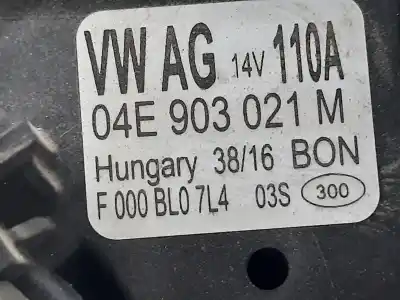 VW AG 14V 110A
04E 903 021 M
Hungary 38/16 BON
F 000 BL0 7L4 03S 300